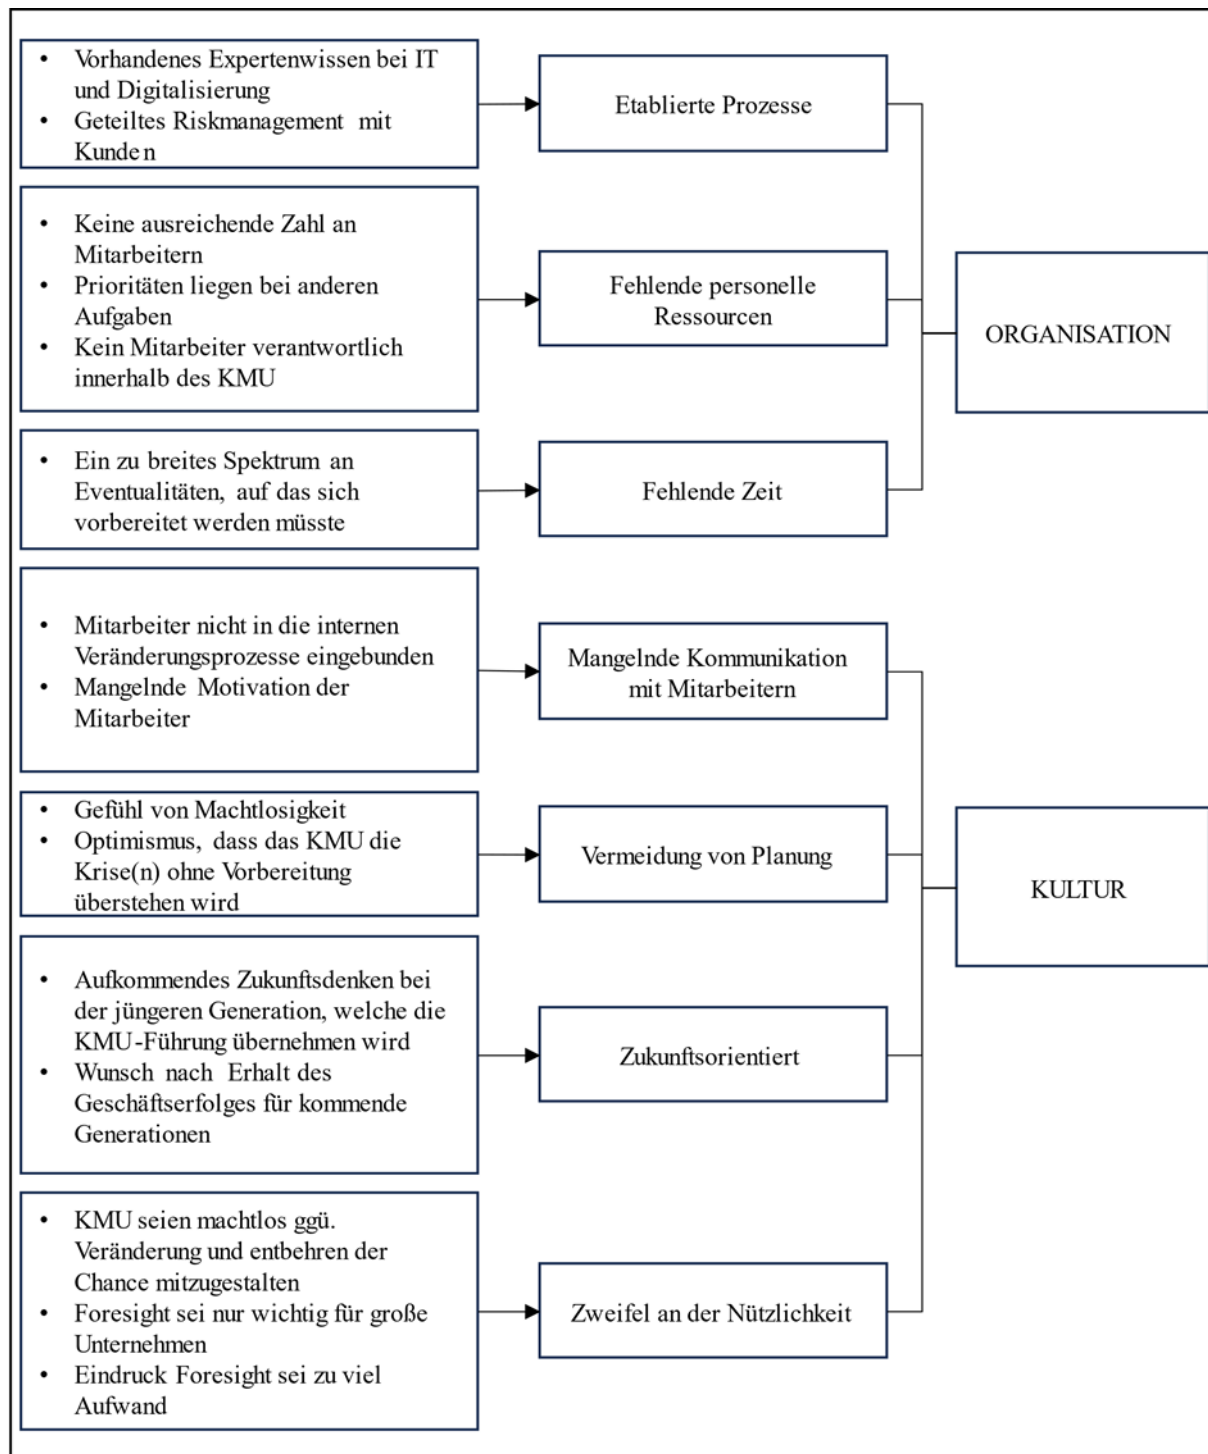 • Vorhandenes Expertenwissen bei IT
und Digitalisierung
• Geteiltes Riskmanagement mit
Kunden
Etablierte Prozesse
• Keine ausreichende Zahl an
Mitarbeitern
• Prioritäten liegen bei anderen
Aufgaben
• Kein Mitarbeiter verantwortlich
innerhalb des KMU
Fehlende personelle
Ressourcen
• Ein zu breites Spektrum an
Eventualitäten, auf das sich
vorbereitet werden müsste
Fehlende Zeit
ORGANISATION
• Mitarbeiter nicht in die internen
Veränderungsprozesse eingebunden
• Mangelnde Motivation der
Mitarbeiter
Mangelnde Kommunikation
mit Mitarbeitern
• Gefühl von Machtlosigkeit
• Optimismus, dass das KMU die
Krise(n) ohne Vorbereitung
überstehen wird
Vermeidung von Planung
• Aufkommendes Zukunftsdenken bei
der jüngeren Generation, welche die
KMU-Führung übernehmen wird
• Wunsch nach Erhalt des
Geschäftserfolges für kommende
Generationen
Zukunftsorientiert
• KMU seien machtlos ggü.
Veränderung und entbehren der
Chance mitzugestalten
• Foresight sei nur wichtig für große
Unternehmen
• Eindruck Foresight sei zu viel
Aufwand
Zweifel an der Nützlichkeit
KULTUR